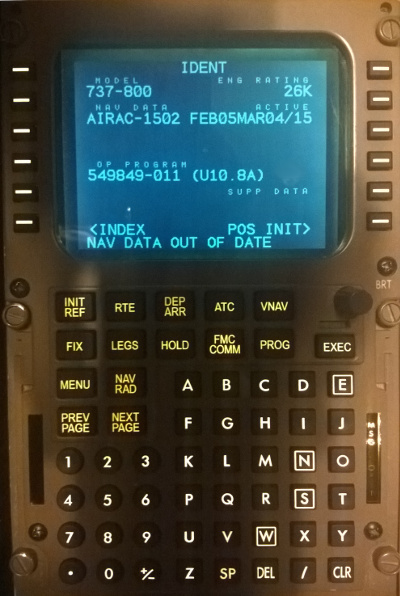 IDENT
MODEL ENG RATING
737-800 26K
NAV DATA ACTIVE
AIRAC-1502 FEB05MAR04/15
OP PROGRAM
549849-011 (U10.8A)
SUPP DATA
<INDEX POS INIT>
NAV DATA OUT OF DATE
BRT
INIT REF RTE DEP ARR ATC VNAV
FIX LEGS HOLD FMC COMM PROG EXEC
MENU NAV RAD A B C D E
PREV PAGE NEXT PAGE F G H I J
1 2 3 K L M N O
4 5 6 P Q R S T
7 8 9 U V W X Y
. 0 +/- Z SP DEL / CLR
MSG